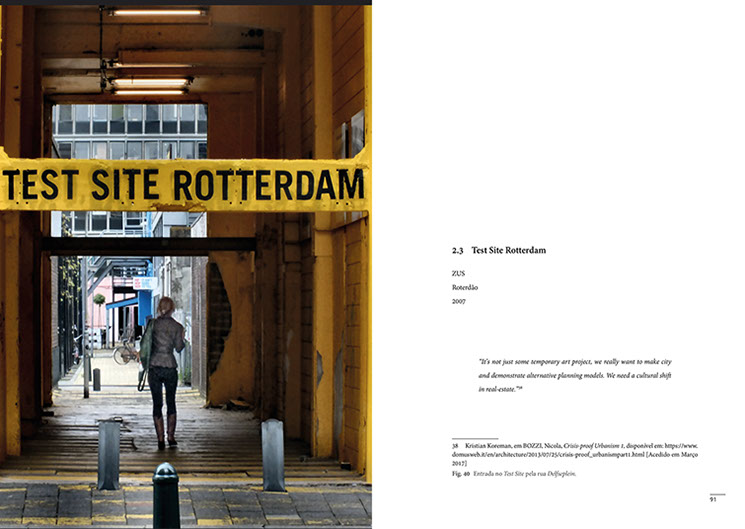 TEST SITE ROTTERDAM
2.3 Test Site Rotterdam
ZUS
Roterdão
2007
"It's not just some temporary art project, we really want to make city
and demonstrate alternative planning models. We need a cultural shift
in real-estate."³⁸
38 Kristian Koreman, em BOZZI, Nicola, Crisis-proof Urbanism 1, disponível em: https://www.
domusweb.it/en/architecture/2013/07/25/crisis-proof_urbanismpart1.html [Acedido em Março
2017]
Fig. 40 Entrada no Test Site pela rua Delftseplein.
91